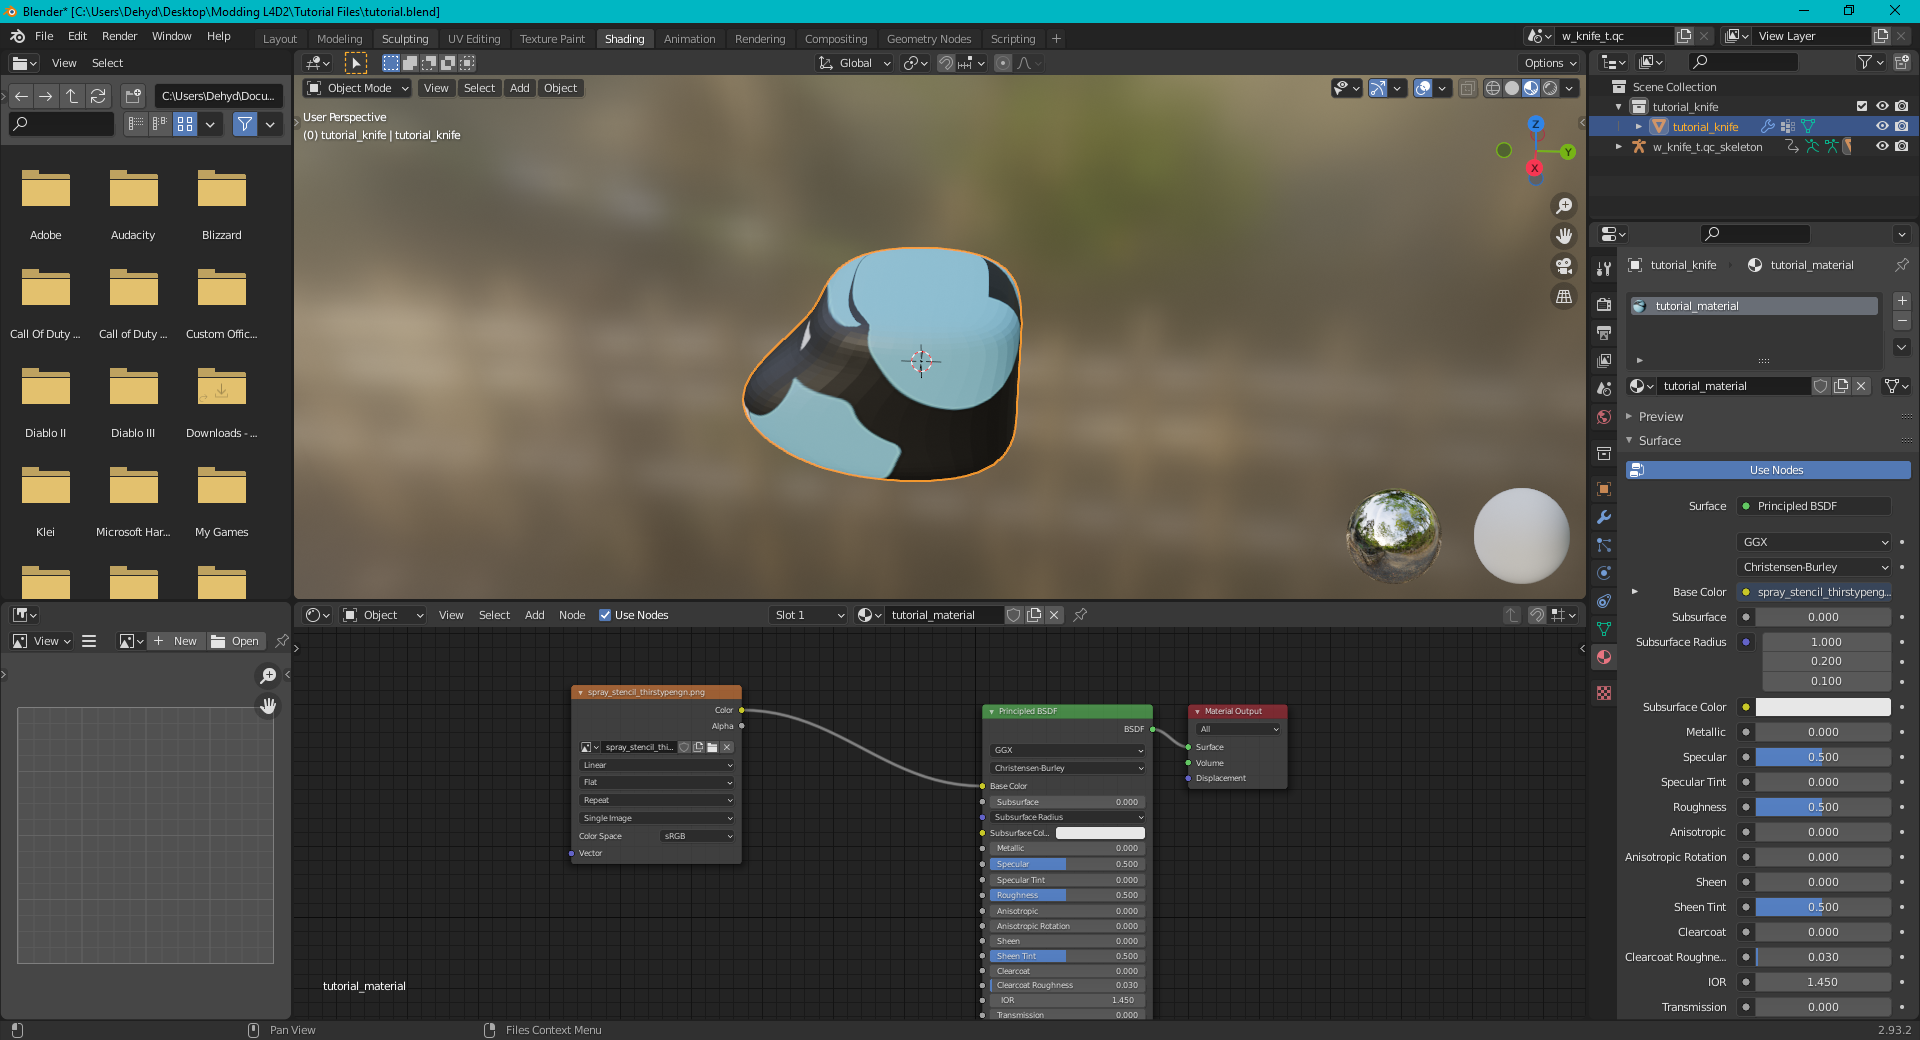 Blender* [C:\Users\Dehyd\Desktop\Modding L4D2\Tutorial Files\tutorial.blend]
File Edit Render Window Help Layout Modeling Sculpting UV Editing Texture Paint Shading Animation Rendering Compositing Geometry Nodes Scripting + w_knife_t.qc View Layer
View Select
Global
Options
C:\Users\Dehyd\Docu...
Object Mode View Select Add Object
User Perspective
(0) tutorial_knife | tutorial_knife
Z
Y
X
Adobe Audacity Blizzard
Call Of Duty ... Call of Duty ... Custom Offic...
Diablo II Diablo III Downloads - ...
Klei Microsoft Har... My Games
Scene Collection
tutorial_knife
tutorial_knife
w_knife_t.qc_skeleton
tutorial_knife tutorial_material
tutorial_material
tutorial_material
Preview
Surface
Use Nodes
Surface Principled BSDF
GGX
Christensen-Burley
Base Color spray_stencil_thirstypeng...
Subsurface 0.000
Subsurface Radius 1.000
0.200
0.100
Subsurface Color
Metallic 0.000
Specular 0.500
Specular Tint 0.000
Roughness 0.500
Anisotropic 0.000
Anisotropic Rotation 0.000
Sheen 0.000
Sheen Tint 0.500
Clearcoat 0.000
Clearcoat Roughne... 0.030
IOR 1.450
Transmission 0.000
View New Open
Object View Select Add Node Use Nodes Slot 1 tutorial_material
spray_stencil_thirstypengn.png
Color
Alpha
spray_stencil_thi...
Linear
Flat
Repeat
Single Image
Color Space sRGB
Vector
Principled BSDF
BSDF
GGX
Christensen-Burley
Base Color
Subsurface 0.000
Subsurface Radius
Subsurface Col...
Metallic 0.000
Specular 0.500
Specular Tint 0.000
Roughness 0.500
Anisotropic 0.000
Anisotropic Rotation 0.000
Sheen 0.000
Sheen Tint 0.500
Clearcoat 0.000
Clearcoat Roughness 0.030
IOR 1.450
Transmission 0.000
Material Output
All
Surface
Volume
Displacement
tutorial_material
Pan View Files Context Menu 2.93.2